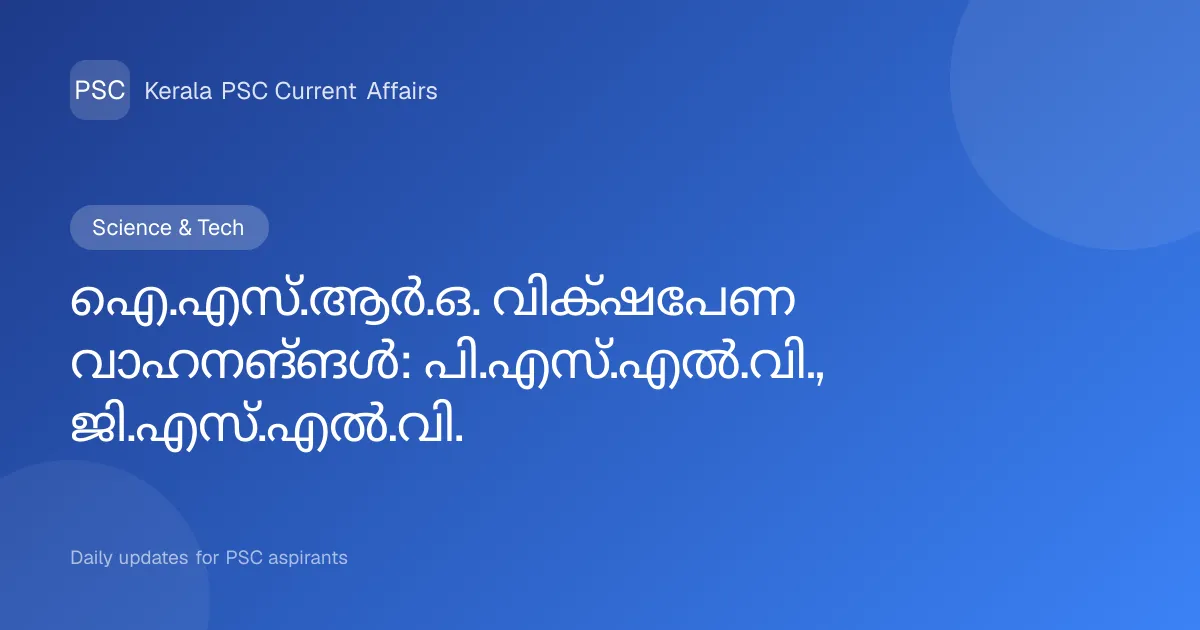 PSC Kerala PSC Current Affairs
Science & Tech
ഐ.എസ്.ആർ.ഒ. വിക്ഷപേണ
വാഹനങ്ങൾ: പി.എസ്.എൽ.വി.,
ജി.എസ്.എൽ.വി.
Daily updates for PSC aspirants